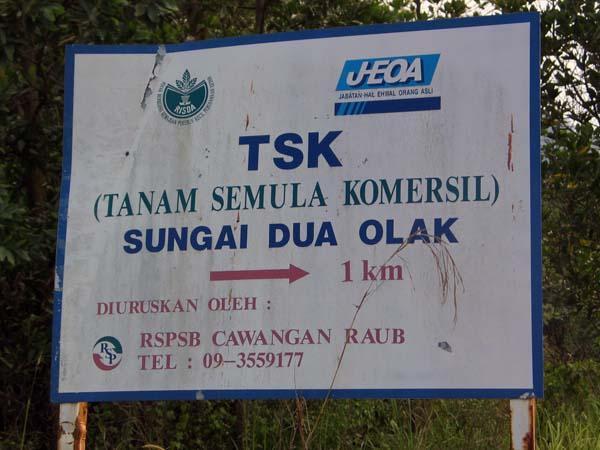 RISDA
JHEOA
JABATAN HAL EHWAL ORANG ASLI
TSK
(TANAM SEMULA KOMERSIL)
SUNGAI DUA OLAK
1 km
DIURUSKAN OLEH :
RSP
RSPSB CAWANGAN RAUB
TEL : 09-3559177